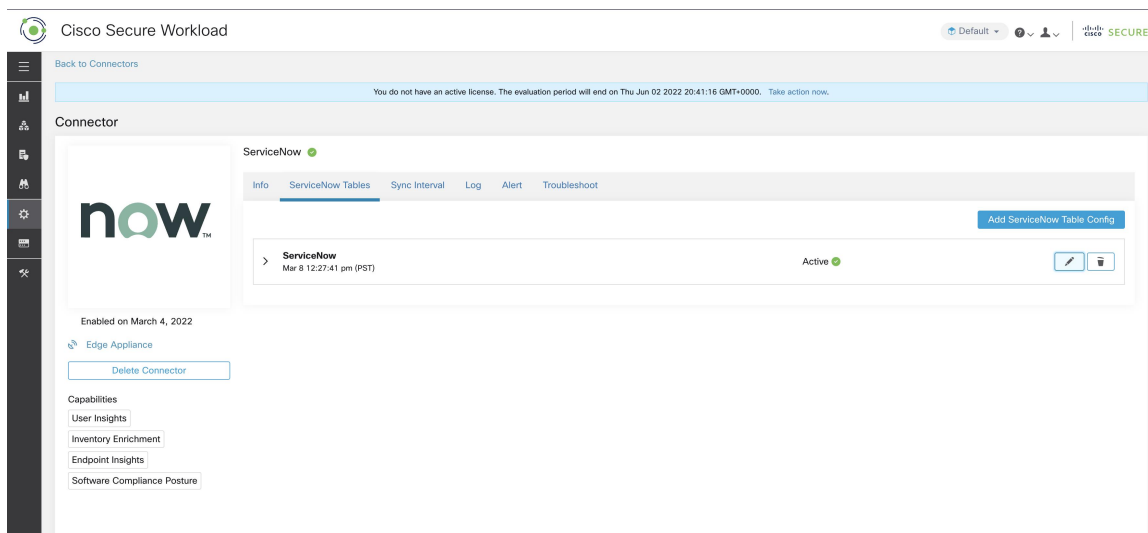 Cisco Secure Workload
Default
cisco SECURE
Back to Connectors
You do not have an active license. The evaluation period will end on Thu Jun 02 2022 20:41:16 GMT+0000. Take action now.
Connector
now™
ServiceNow
Info ServiceNow Tables Sync Interval Log Alert Troubleshoot
Add ServiceNow Table Config
ServiceNow
Mar 8 12:27:41 pm (PST)
Active
Enabled on March 4, 2022
Edge Appliance
Delete Connector
Capabilities
User Insights
Inventory Enrichment
Endpoint Insights
Software Compliance Posture